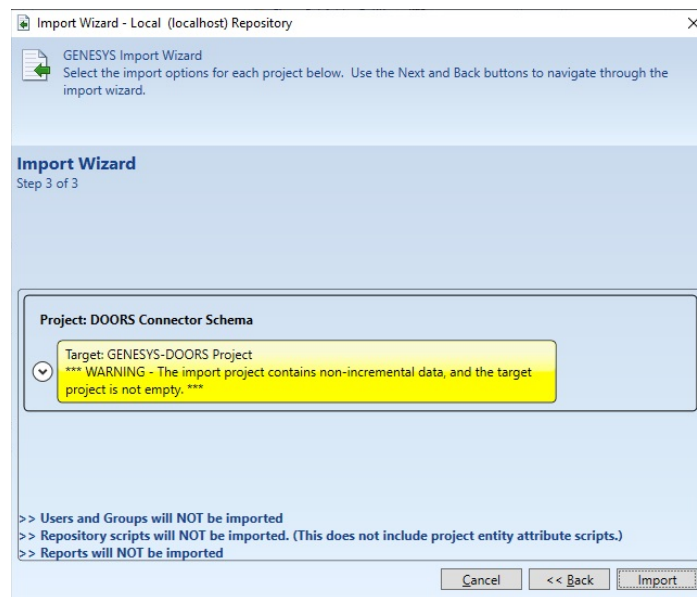 Import Wizard - Local (localhost) Repository
GENESYS Import Wizard
Select the import options for each project below. Use the Next and Back buttons to navigate through the
import wizard.
Import Wizard
Step 3 of 3
Project: DOORS Connector Schema
Target: GENESYS-DOORS Project
*** WARNING - The import project contains non-incremental data, and the target
project is not empty. ***
>> Users and Groups will NOT be imported
>> Repository scripts will NOT be imported. (This does not include project entity attribute scripts.)
>> Reports will NOT be imported
Cancel << Back Import